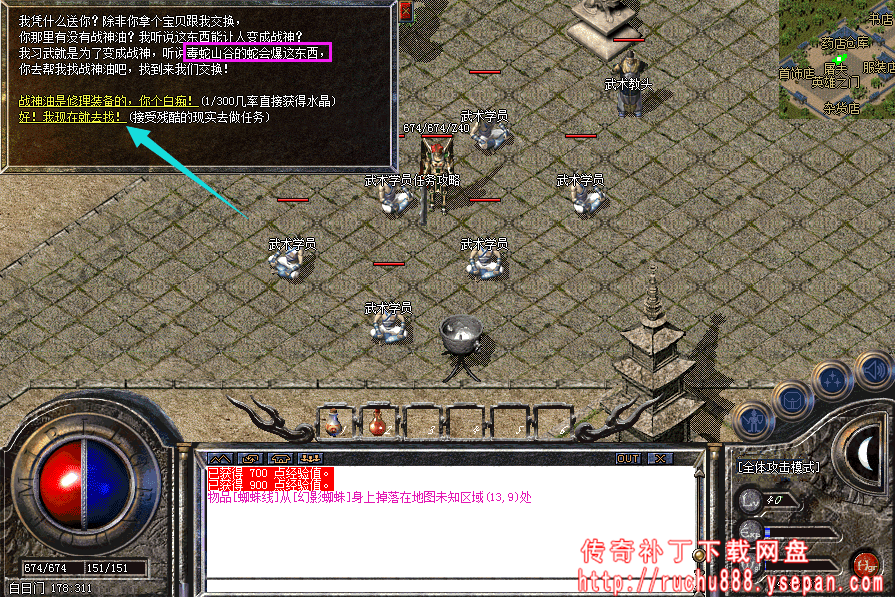 我凭什么送你？除非你拿个宝贝跟我交换，
你那里有没有战神油？我听说这东西能让人变成战神？
我习武就是为了变成战神，听说毒蛇山谷的蛇会爆这东西，
你去帮我找战神油吧，找到来我们交换！
战神油是修理装备的，你个白痴！(1/300几率直接获得水晶)
好！我现在就去找！(接受残酷的现实去做任务)
书店
药店仓库
首饰店
屠夫
服装店
英雄之门
杂货店
武术教头
武术学员
674/674/Z40
武术学员
任务攻略
武术学员
武术学员
武术学员
武术学员
OUT
已获得 700 点经验值。
已获得 900 点经验值。
物品[蜘蛛线]从[幻影蜘蛛]身上掉落在地图未知区域(13,9)处
[全体攻击模式]
Lv 40
Exp
674/674
151/151
白日门 178:311
传奇补丁下载网盘
http://ruchu888.ysepan.com